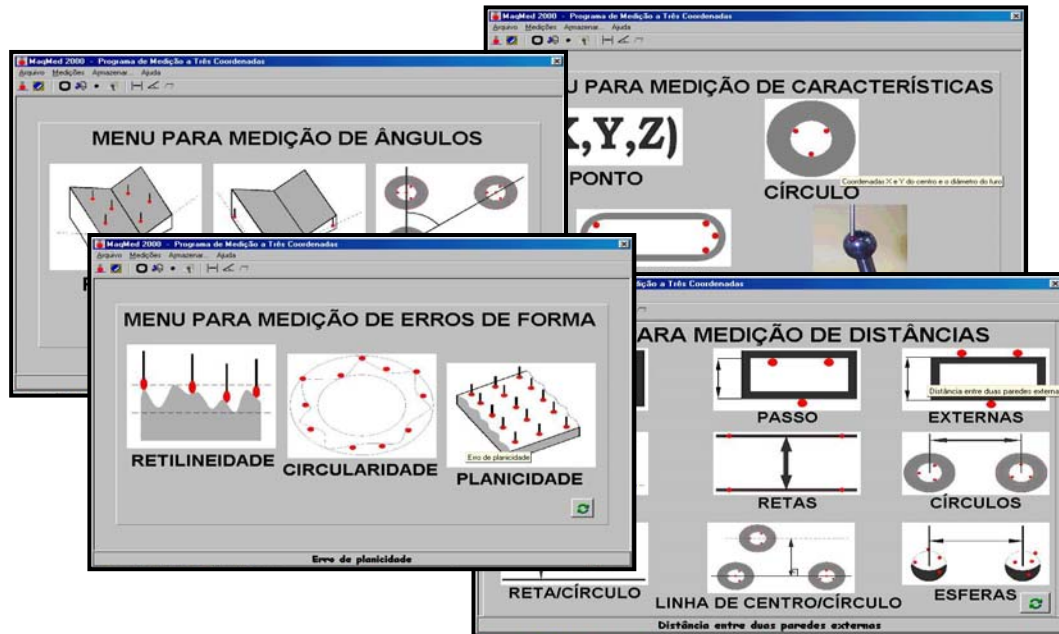 MaqMed 2000 - Programa de Medição a Três Coordenadas
Arquivo Medições Armazenar... Ajuda
MENU PARA MEDIÇÃO DE ÂNGULOS
MaqMed 2000 - Programa de Medição a Três Coordenadas
Arquivo Medições Armazenar... Ajuda
U PARA MEDIÇÃO DE CARACTERÍSTICAS
,Y,Z)
PONTO
CÍRCULO
Coordenadas X e Y do centro e o diâmetro do furo
MaqMed 2000 - Programa de Medição a Três Coordenadas
Arquivo Medições Armazenar... Ajuda
MENU PARA MEDIÇÃO DE ERROS DE FORMA
RETILINEIDADE
CIRCULARIDADE
PLANICIDADE
Erro de planicidade
Erro de planicidade
edição a Três Coordenadas
ARA MEDIÇÃO DE DISTÂNCIAS
PASSO
EXTERNAS
Distância entre duas paredes externa
RETAS
CÍRCULOS
RETA/CÍRCULO
LINHA DE CENTRO/CÍRCULO
ESFERAS
Distância entre duas paredes externas